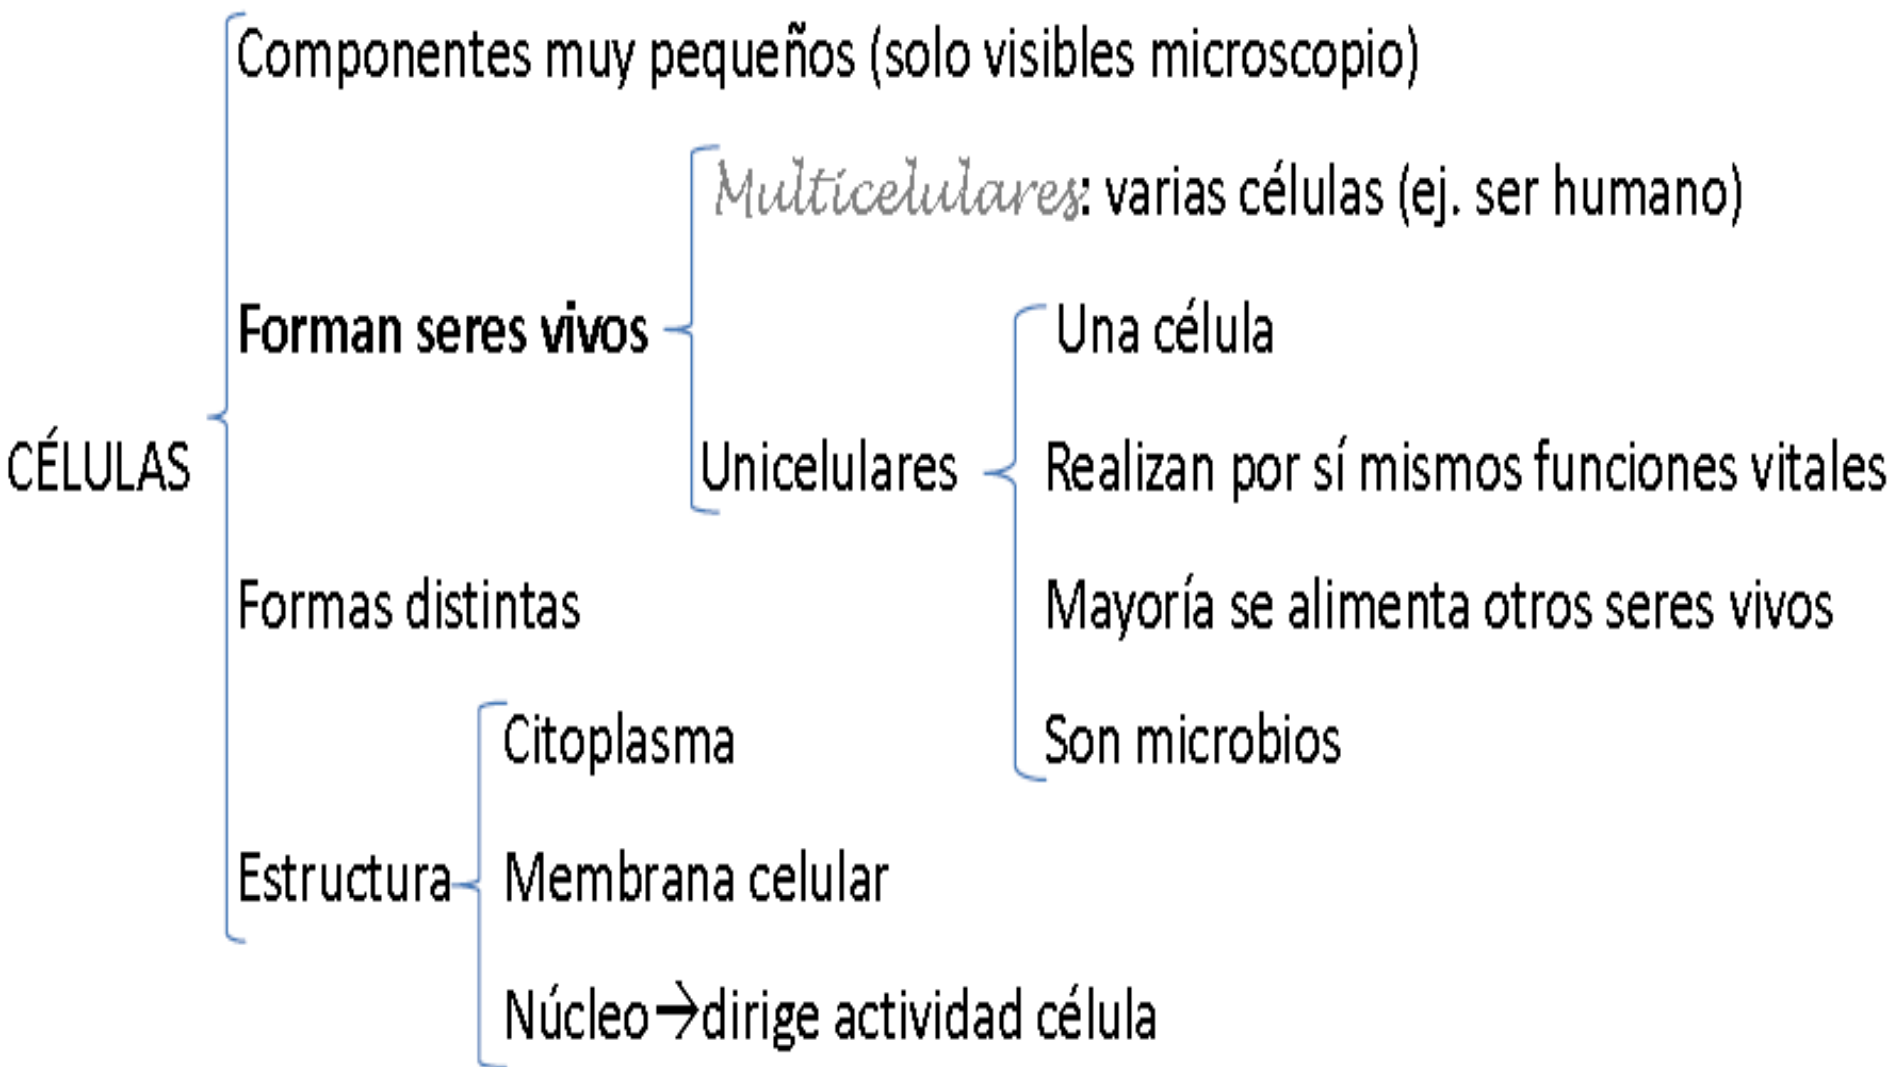 Componentes muy pequeños (solo visibles microscopio)
Multicelulares: varias células (ej. ser humano)
Forman seres vivos
Una célula
CÉLULAS
Unicelulares
Realizan por sí mismos funciones vitales
Formas distintas
Mayoría se alimenta otros seres vivos
Citoplasma
Son microbios
Estructura
Membrana celular
Núcleo→dirige actividad célula